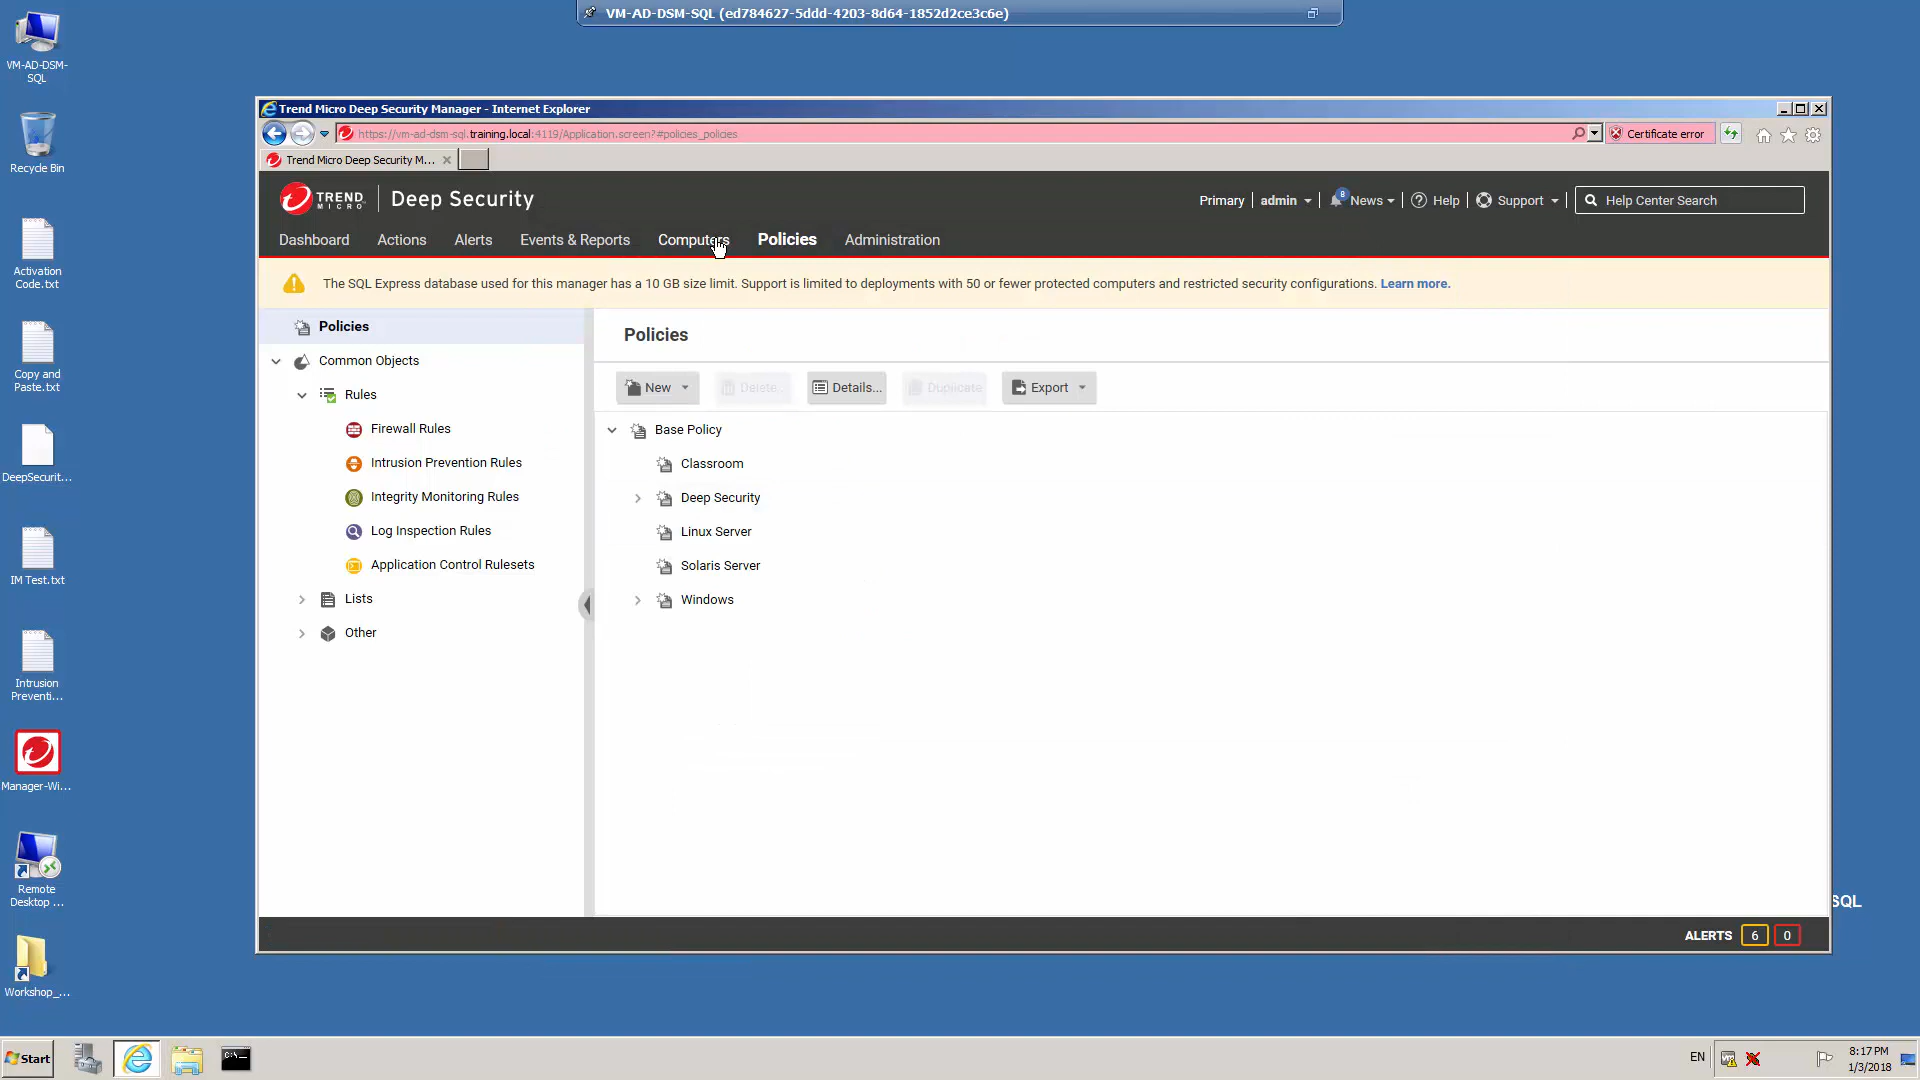 VM-AD-DSM-SQL (ed784627-5ddd-4203-8d64-1852d2ce3c6e)
VM-AD-DSM-
SQL
Recycle Bin
Activation
Code.txt
Copy and
Paste.txt
DeepSecurit...
IM Test.txt
Intrusion
Preventi...
Manager-Wi...
Remote
Desktop ...
Workshop_...
Trend Micro Deep Security Manager - Internet Explorer
https://vm-ad-dsm-sql.training.local:4119/Application.screen?#policies_policies
Certificate error
Trend Micro Deep Security M...
TREND MICRO
Deep Security
Primary
admin
8
News
Help
Support
Help Center Search
Dashboard
Actions
Alerts
Events & Reports
Computers
Policies
Administration
The SQL Express database used for this manager has a 10 GB size limit. Support is limited to deployments with 50 or fewer protected computers and restricted security configurations. Learn more.
Policies
Common Objects
Rules
Firewall Rules
Intrusion Prevention Rules
Integrity Monitoring Rules
Log Inspection Rules
Application Control Rulesets
Lists
Other
Policies
New
Delete...
Details...
Duplicate
Export
Base Policy
Classroom
Deep Security
Linux Server
Solaris Server
Windows
ALERTS 6 0
SQL
Start
EN
8:17 PM
1/3/2018